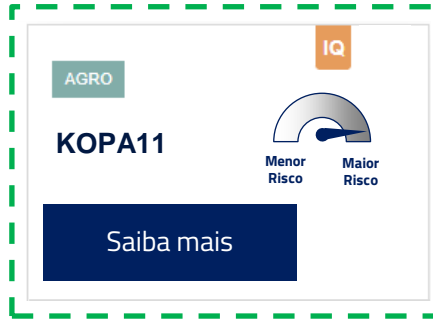 IQ
AGRO
KOPA11
Menor
Risco
Maior
Risco
Saiba mais